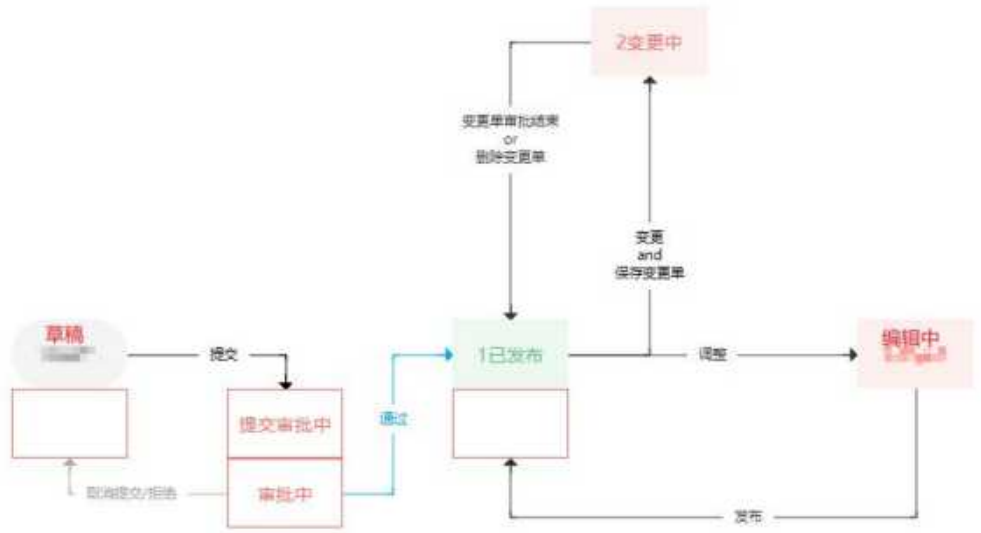 2变更中
变更单审批结束
or
删除变更单
变更
and
保存变更单
草稿
提交
1已发布
调整
编辑中
提交审批中
通过
取消提交/拒绝
审批中
发布